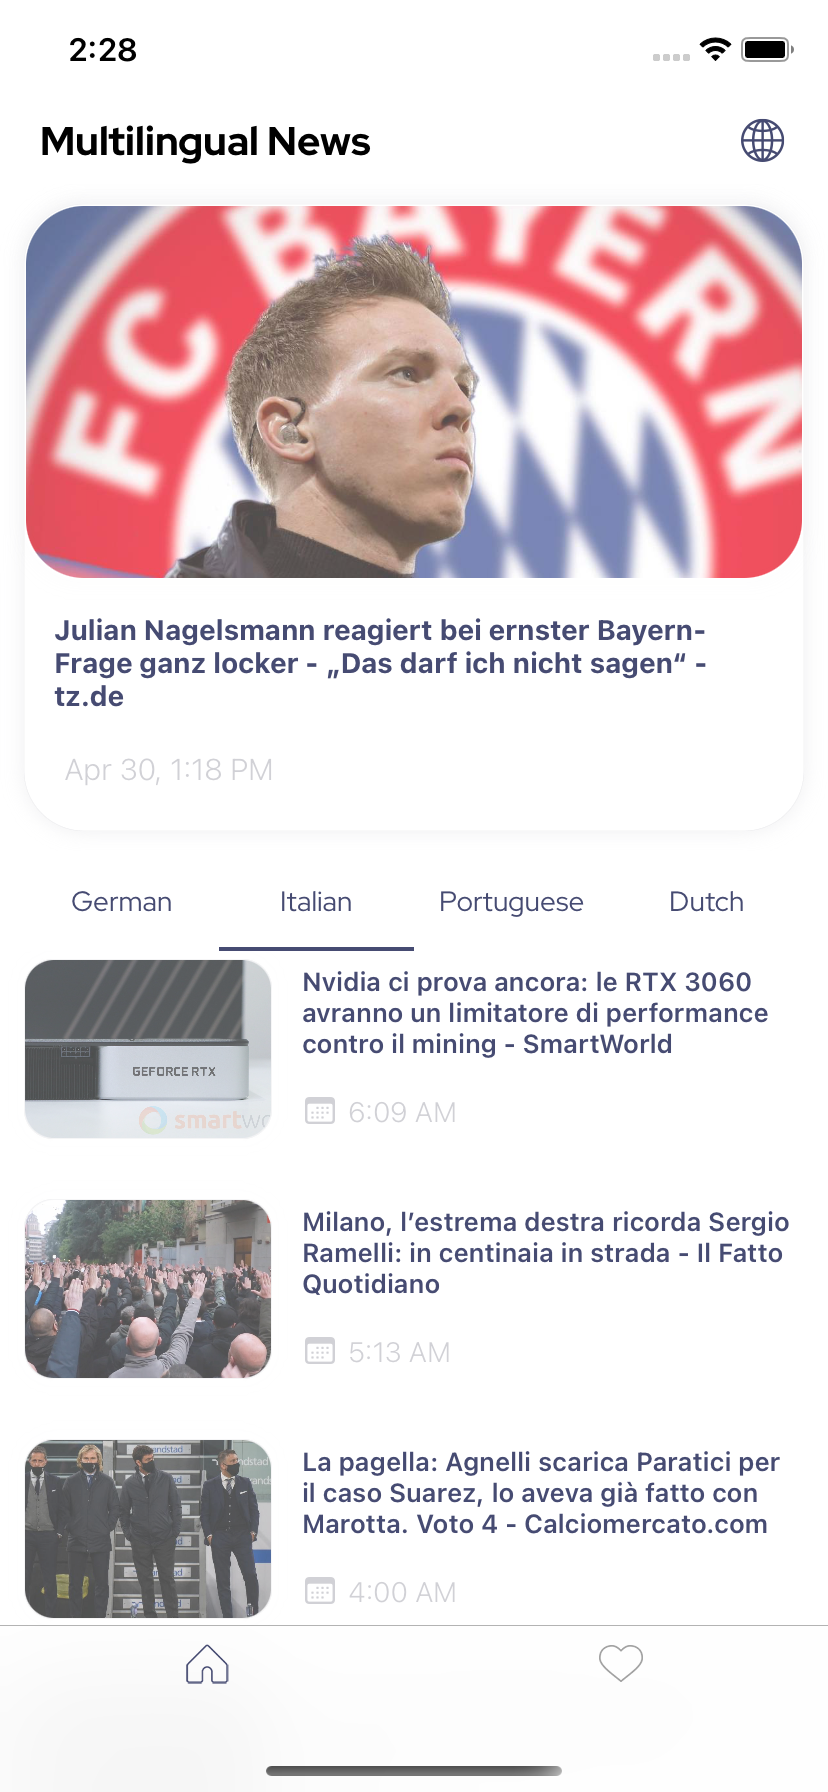 2:28
Multilingual News
FC BAYERN
Julian Nagelsmann reagiert bei ernster Bayern-
Frage ganz locker - „Das darf ich nicht sagen“ -
tz.de
Apr 30, 1:18 PM
German Italian Portuguese Dutch
Nvidia ci prova ancora: le RTX 3060
avranno un limitatore di performance
contro il mining - SmartWorld
GEFORCE RTX
smartwo
6:09 AM
Milano, l’estrema destra ricorda Sergio
Ramelli: in centinaia in strada - Il Fatto
Quotidiano
5:13 AM
La pagella: Agnelli scarica Paratici per
il caso Suarez, lo aveva già fatto con
Marotta. Voto 4 - Calciomercato.com
4:00 AM